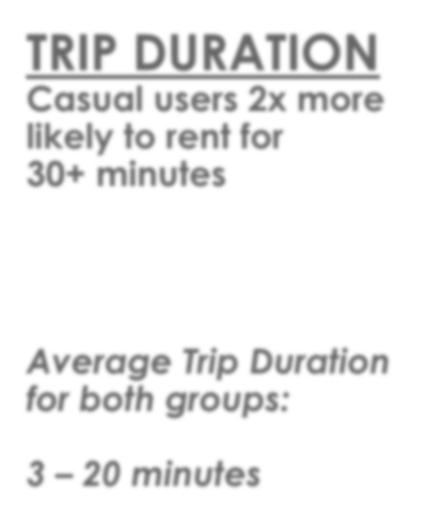 TRIP DURATION
Casual users 2x more
likely to rent for
30+ minutes
Average Trip Duration
for both groups:
3 – 20 minutes